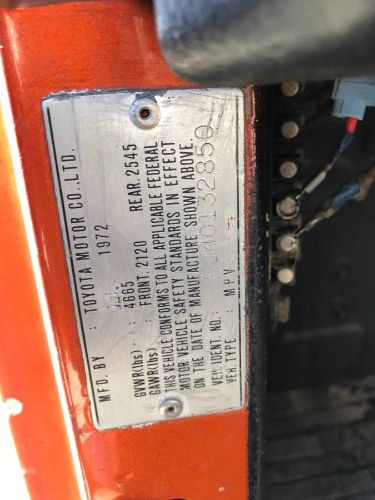 MFD. BY : TOYOTA MOTOR CO., LTD.
1972
GVWR(lbs) : 4665
GAWR(lbs) : FRONT. 2120 REAR. 2545
THIS VEHICLE CONFORMS TO ALL APPLICABLE FEDERAL
MOTOR VEHICLE SAFETY STANDARDS IN EFFECT
ON THE DATE OF MANUFACTURE SHOWN ABOVE.
VEH. IDENT. NO.: FJ40132850
VEH. TYPE : MPV